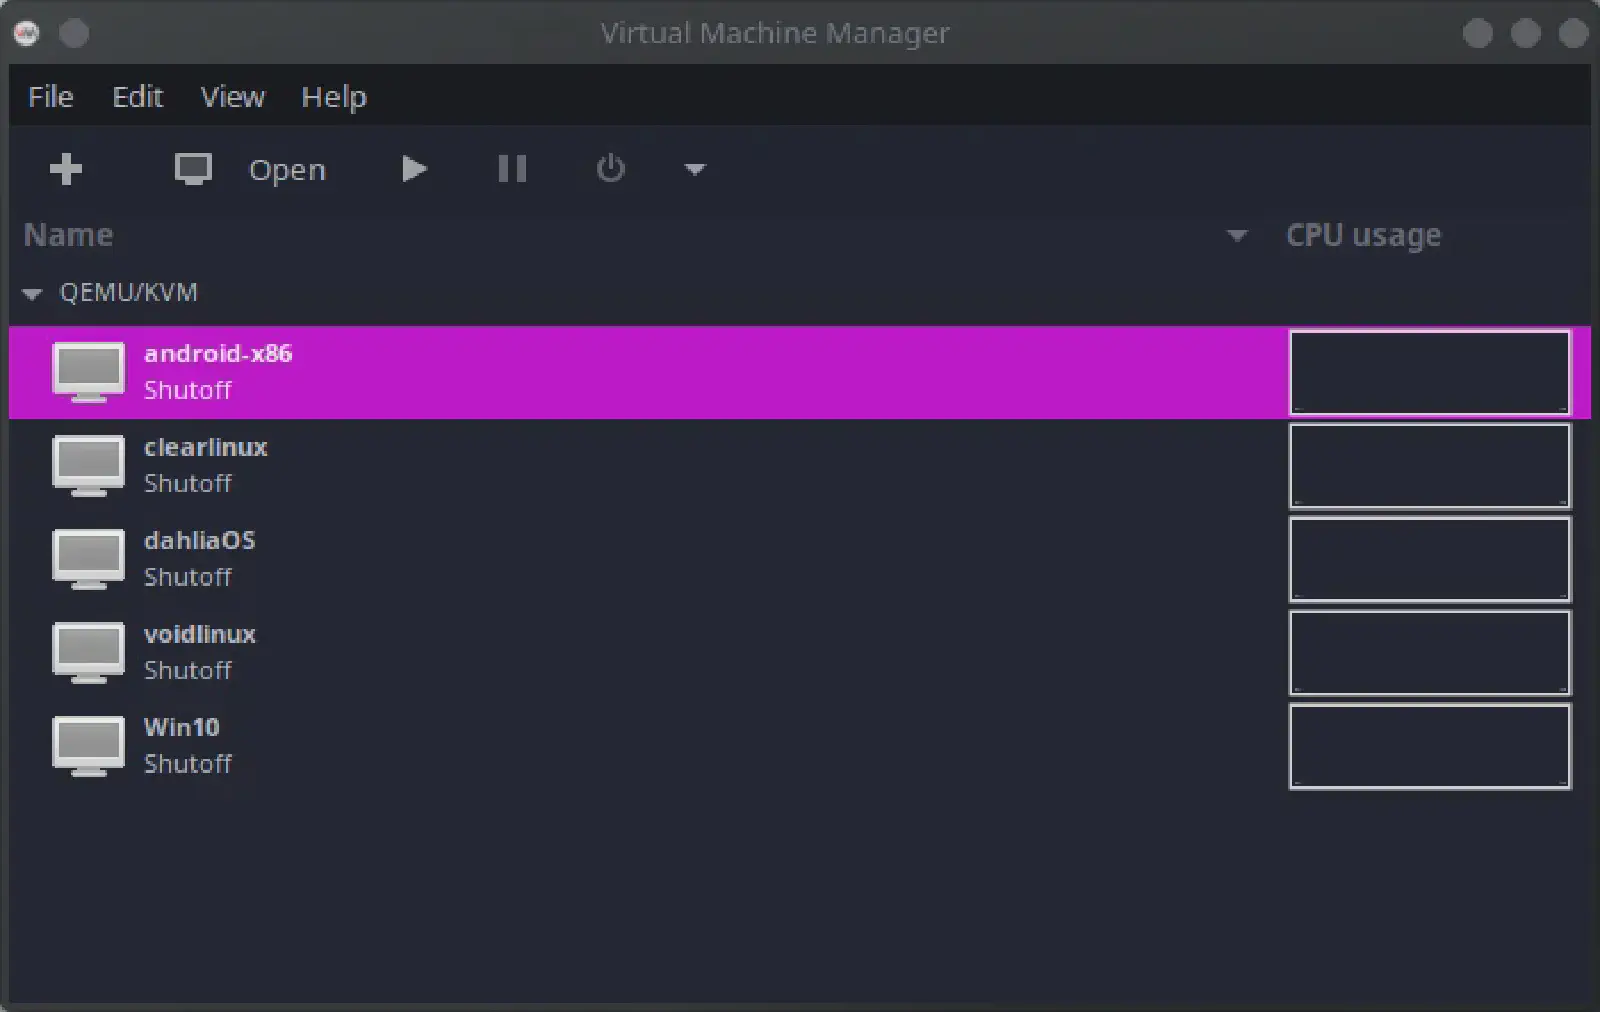 Virtual Machine Manager
File Edit View Help
Open
Name CPU usage
QEMU/KVM
android-x86
Shutoff
clearlinux
Shutoff
dahliaOS
Shutoff
voidlinux
Shutoff
Win10
Shutoff